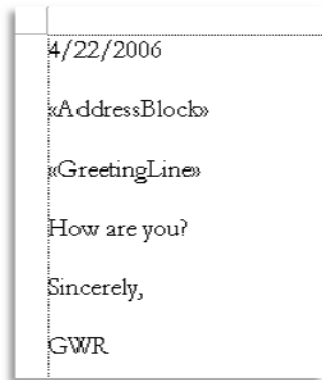 4/22/2006
«AddressBlock»
«GreetingLine»
How are you?
Sincerely,
GWR